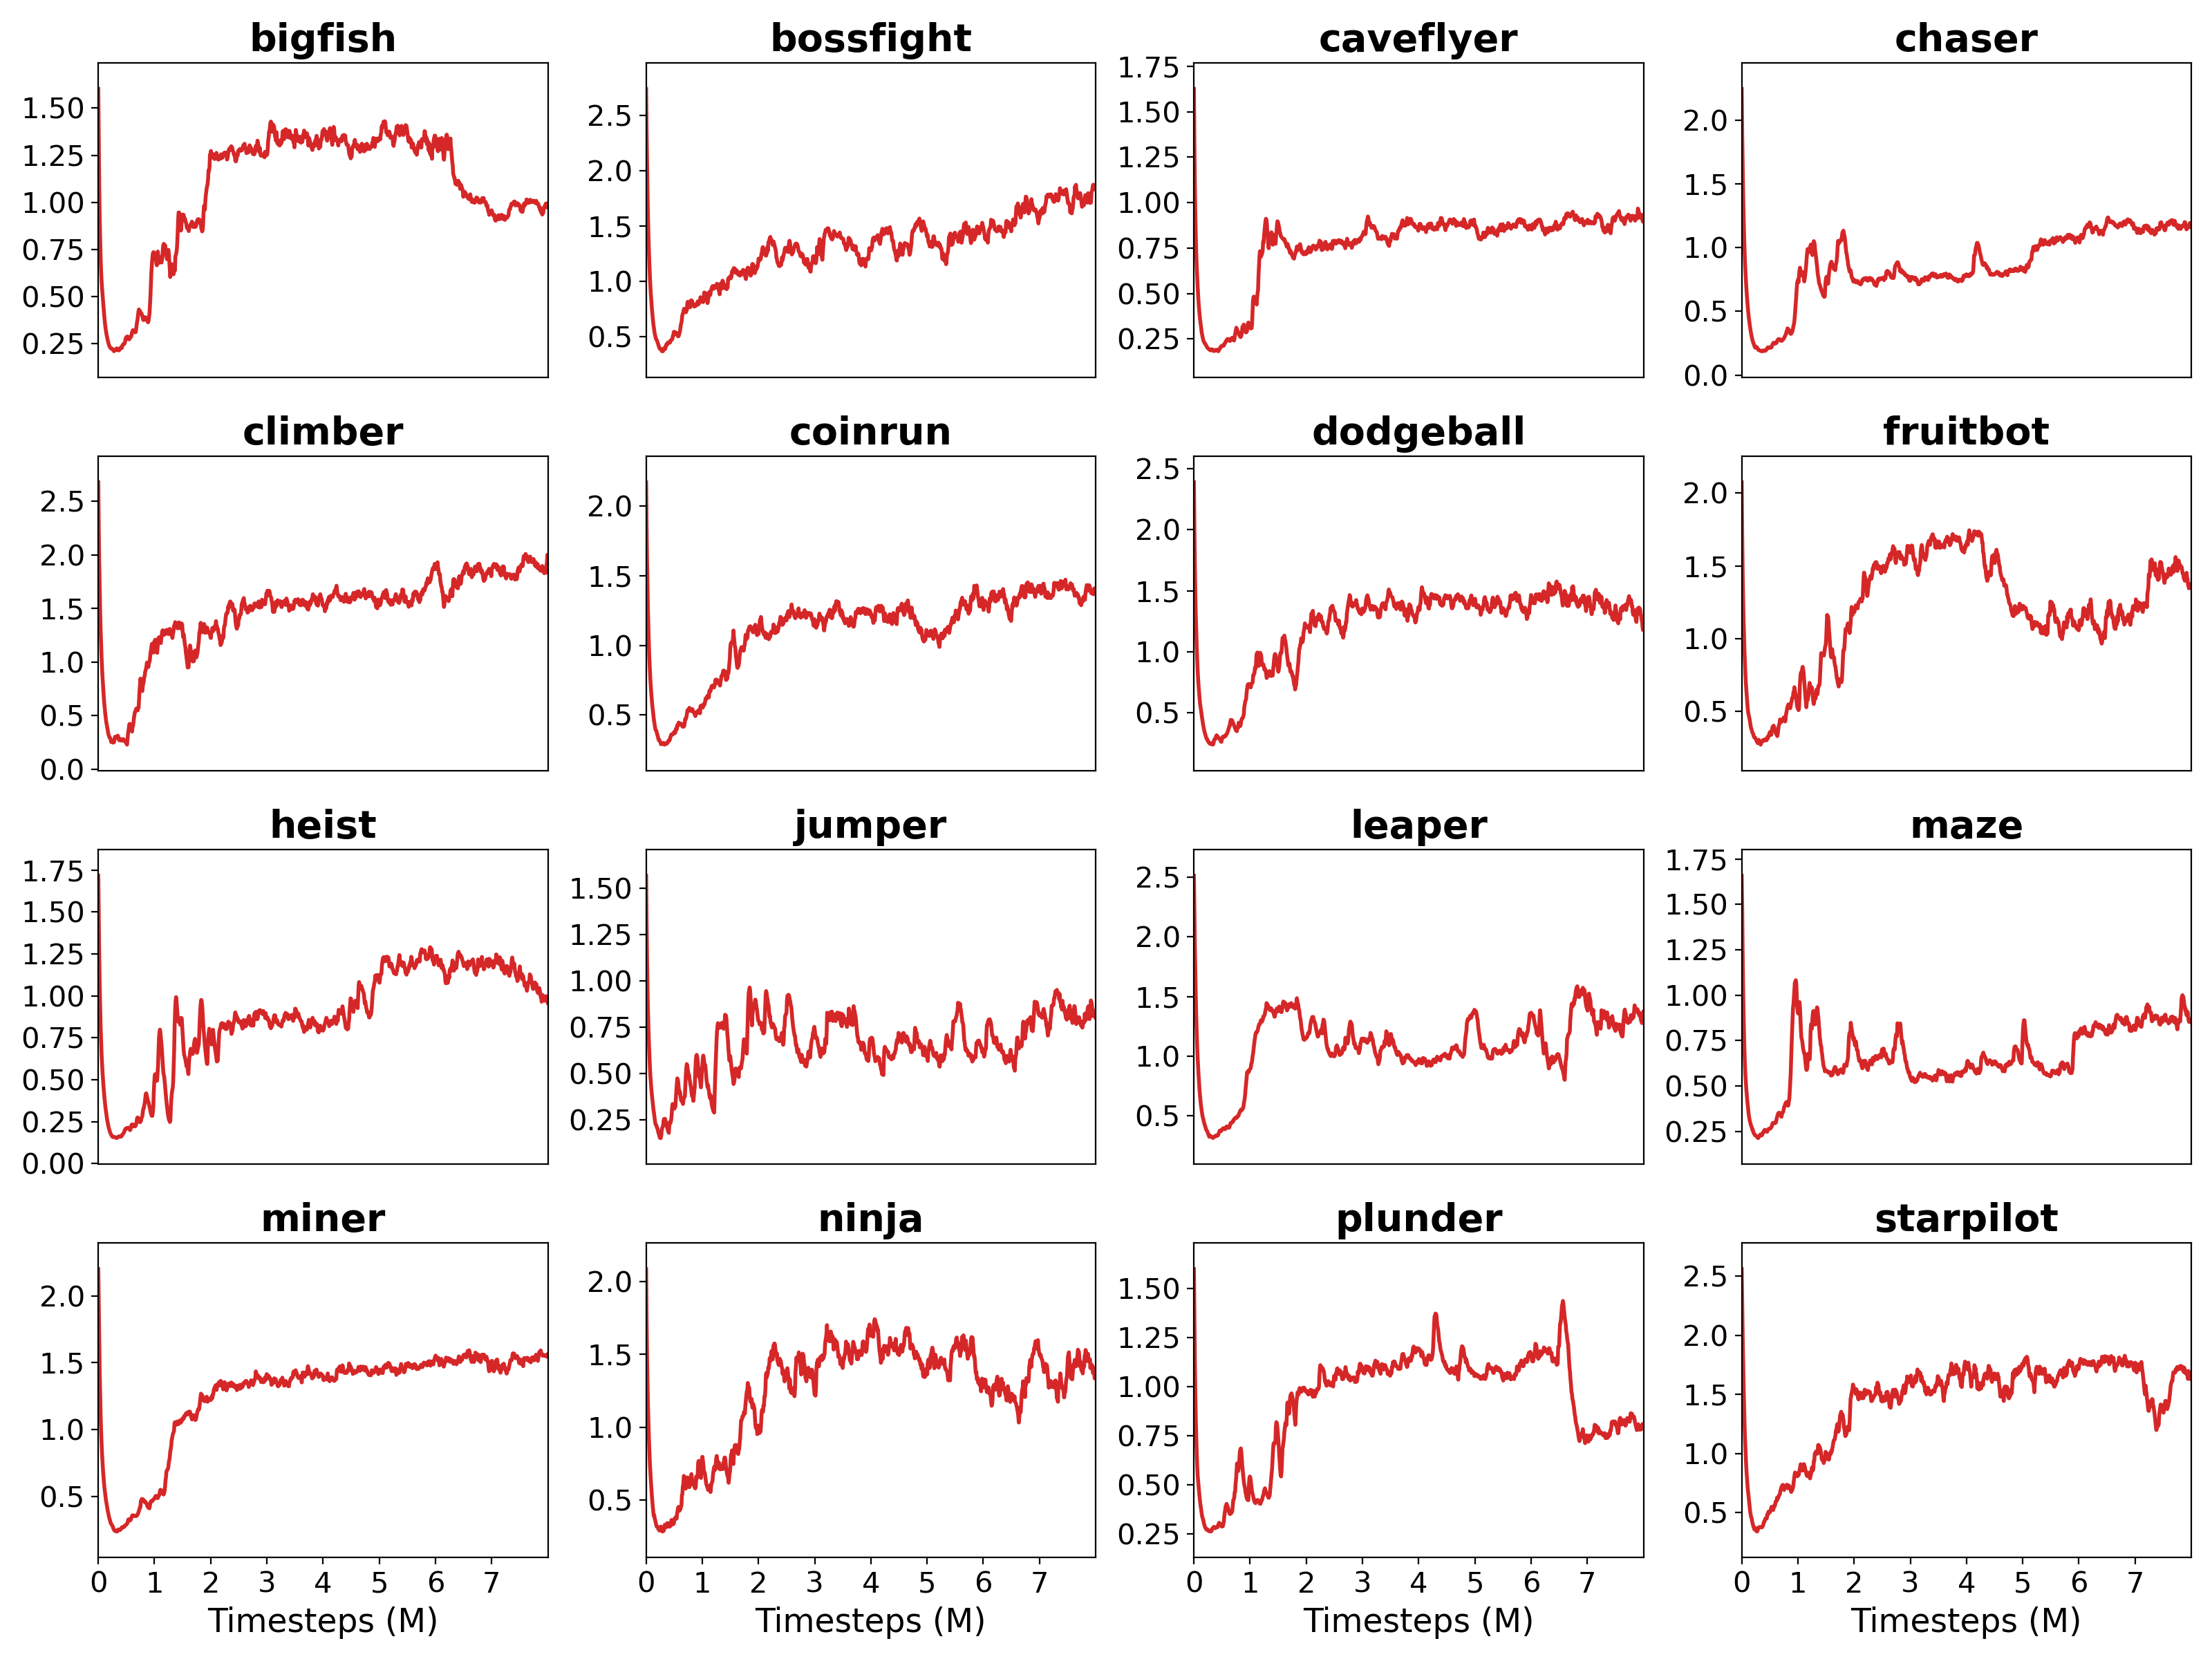 bigfish bossfight caveflyer chaser
1.50 1.25 1.00 0.75 0.50 0.25
2.5 2.0 1.5 1.0 0.5
1.75 1.50 1.25 1.00 0.75 0.50 0.25
2.0 1.5 1.0 0.5 0.0
climber coinrun dodgeball fruitbot
2.5 2.0 1.5 1.0 0.5 0.0
2.0 1.5 1.0 0.5
2.5 2.0 1.5 1.0 0.5
2.0 1.5 1.0 0.5
heist jumper leaper maze
1.75 1.50 1.25 1.00 0.75 0.50 0.25 0.00
1.50 1.25 1.00 0.75 0.50 0.25
2.5 2.0 1.5 1.0 0.5
1.75 1.50 1.25 1.00 0.75 0.50 0.25
miner ninja plunder starpilot
2.0 1.5 1.0 0.5
2.0 1.5 1.0 0.5
1.50 1.25 1.00 0.75 0.50 0.25
2.5 2.0 1.5 1.0 0.5
0 1 2 3 4 5 6 7 0 1 2 3 4 5 6 7 0 1 2 3 4 5 6 7 0 1 2 3 4 5 6 7
Timesteps (M) Timesteps (M) Timesteps (M) Timesteps (M)